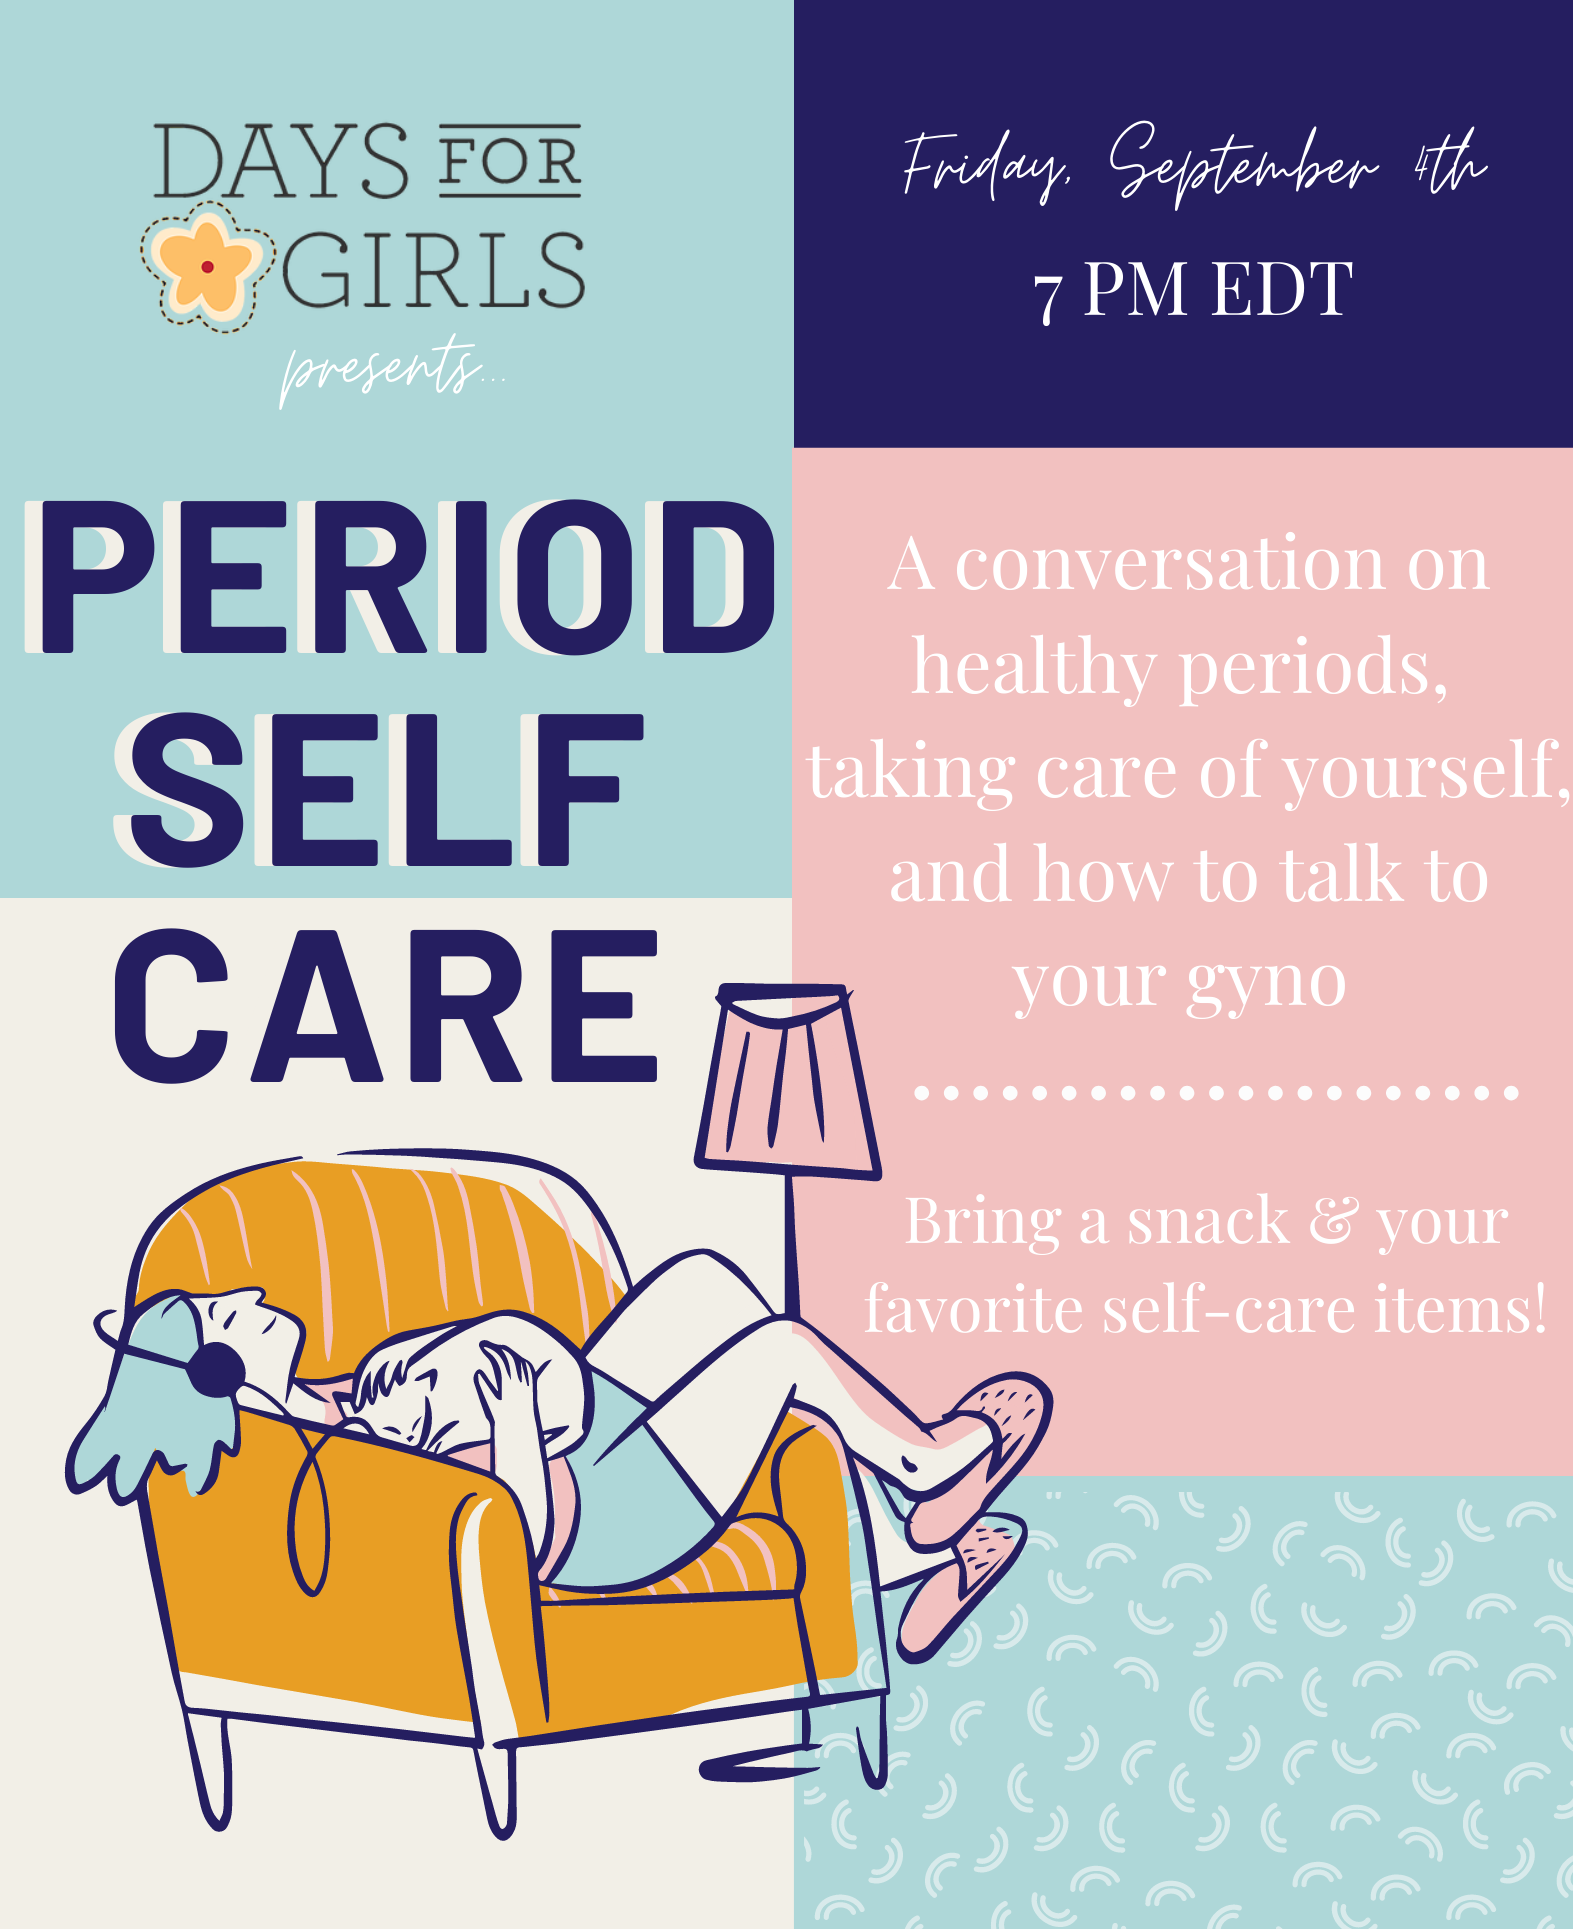 DAYS FOR
GIRLS
presents...
PERIOD
SELF
CARE
Friday, September 4th
7 PM EDT
A conversation on
healthy periods,
taking care of yourself,
and how to talk to
your gyno
Bring a snack & your
favorite self-care items!